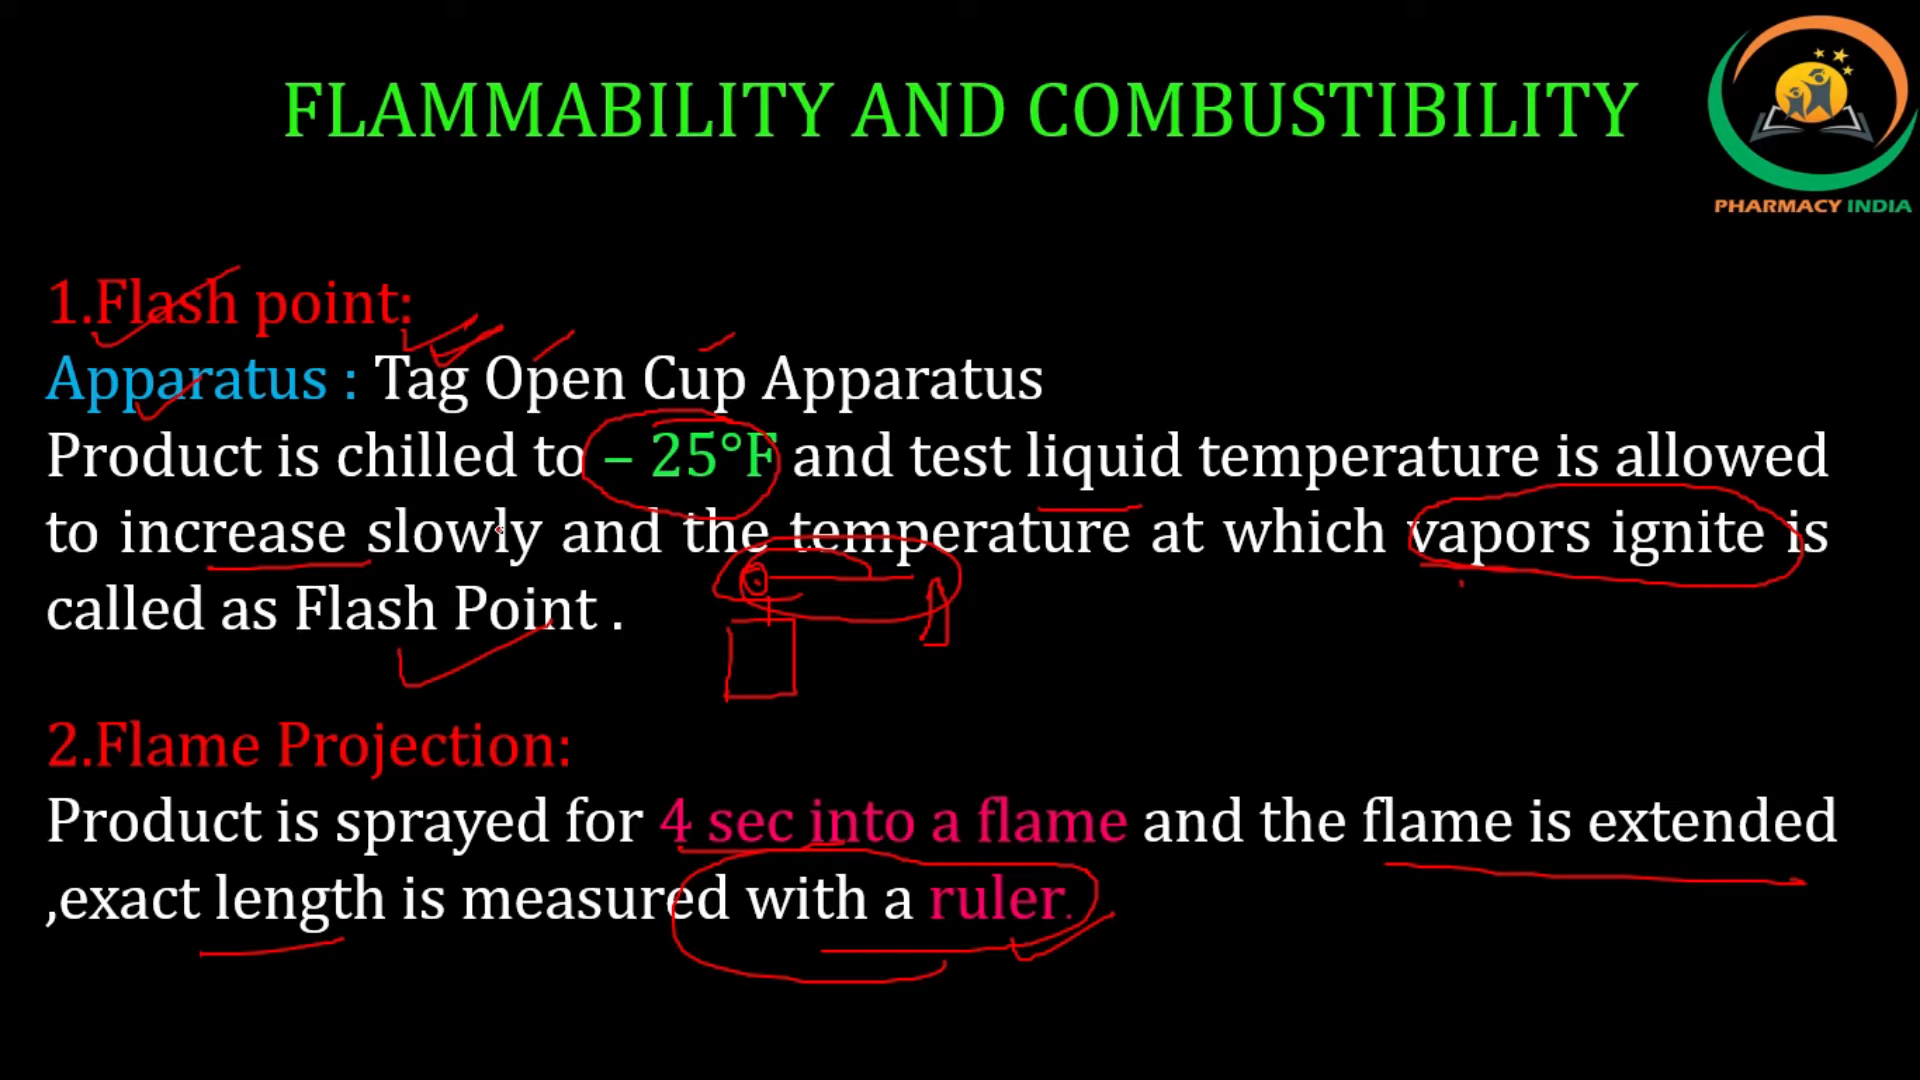 FLAMMABILITY AND COMBUSTIBILITY
PHARMACY INDIA
1.Flash point:
Apparatus : Tag Open Cup Apparatus
Product is chilled to – 25°F and test liquid temperature is allowed
to increase slowly and the temperature at which vapors ignite is
called as Flash Point .
2.Flame Projection:
Product is sprayed for 4 sec into a flame and the flame is extended
,exact length is measured with a ruler.